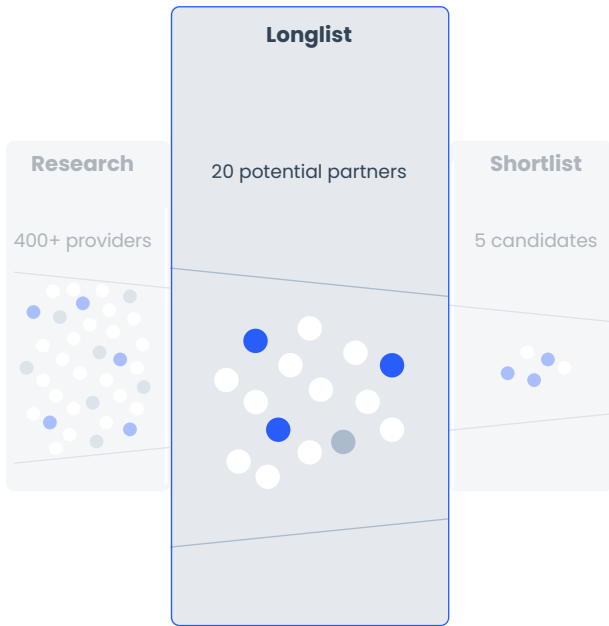 Longlist
20 potential partners
Research
400+ providers
Shortlist
5 candidates